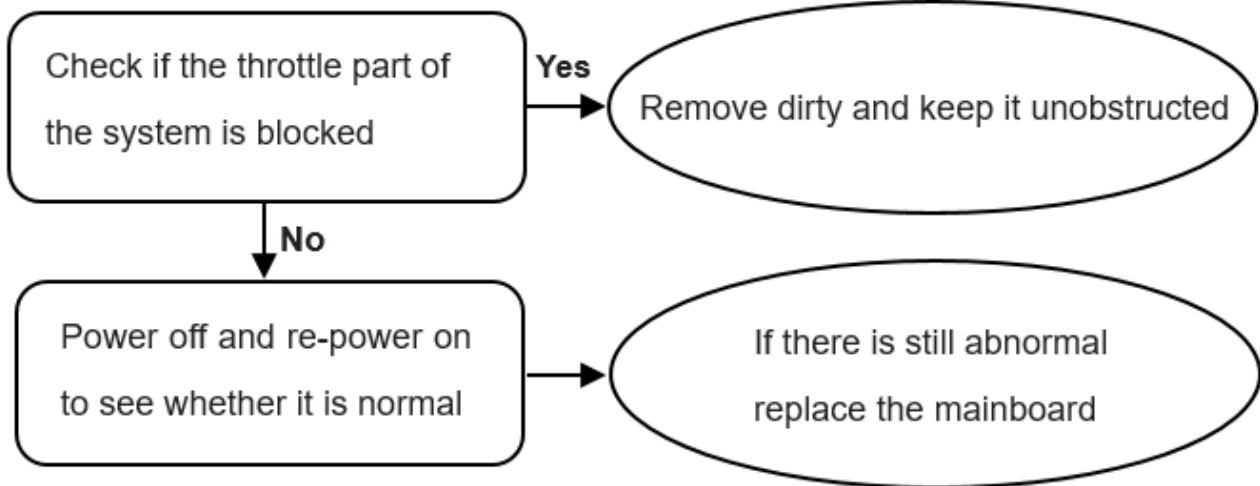 Check if the throttle part of
the system is blocked
Yes
Remove dirty and keep it unobstructed
No
Power off and re-power on
to see whether it is normal
If there is still abnormal
replace the mainboard